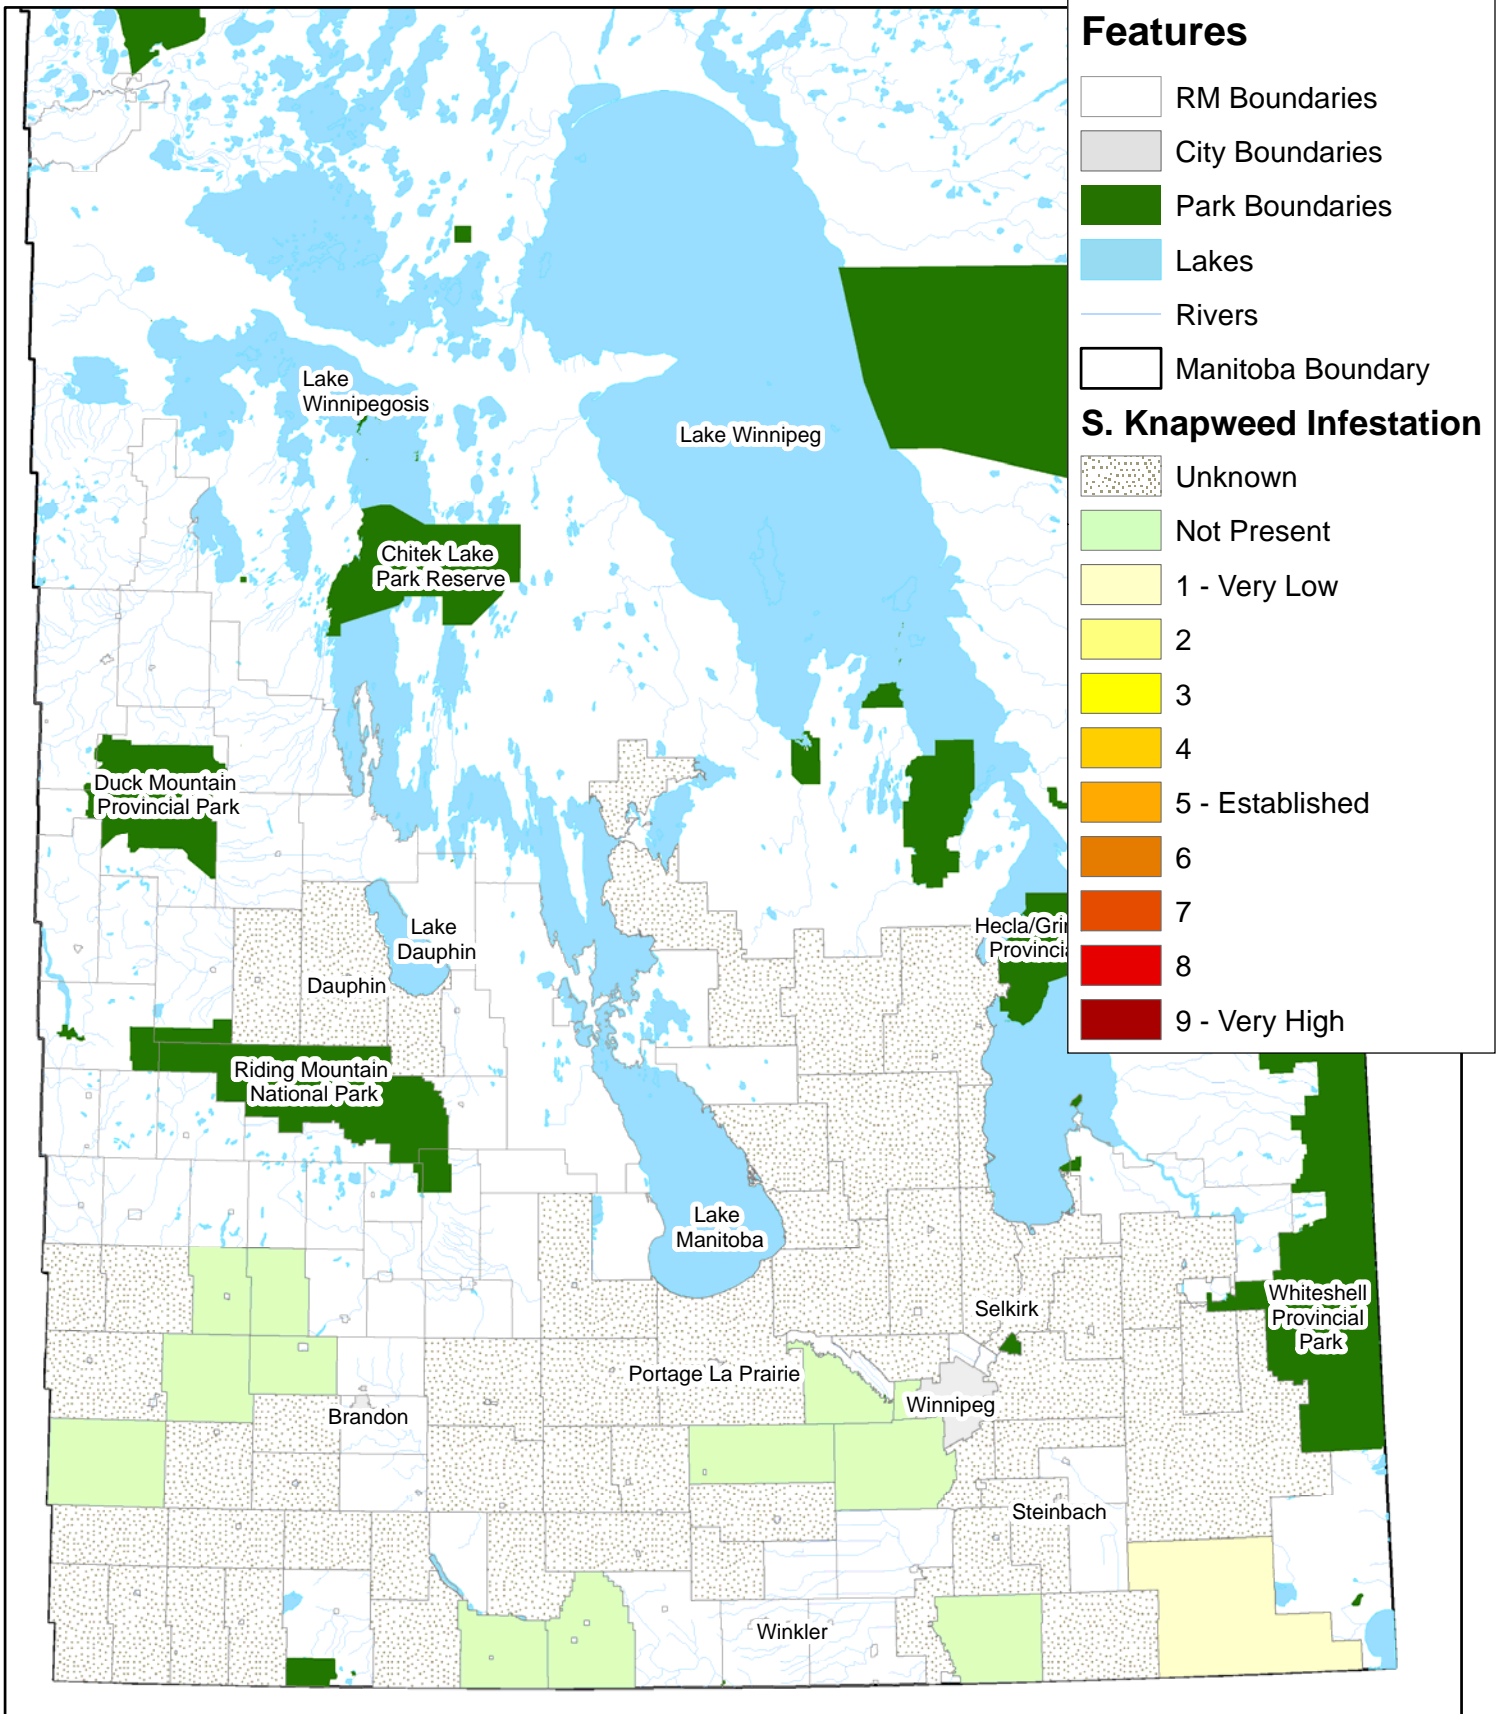 Features
RM Boundaries
City Boundaries
Park Boundaries
Lakes
Rivers
Manitoba Boundary
S. Knapweed Infestation
Unknown
Not Present
1 - Very Low
2
3
4
5 - Established
6
7
8
9 - Very High
Lake
Winnipegosis
Lake Winnipeg
Chitek Lake
Park Reserve
Duck Mountain
Provincial Park
Lake
Dauphin
Hecla/Gri
Provincia
Dauphin
Riding Mountain
National Park
Lake
Manitoba
Selkirk
Whiteshell
Provincial
Park
Portage La Prairie
Winnipeg
Brandon
Steinbach
Winkler